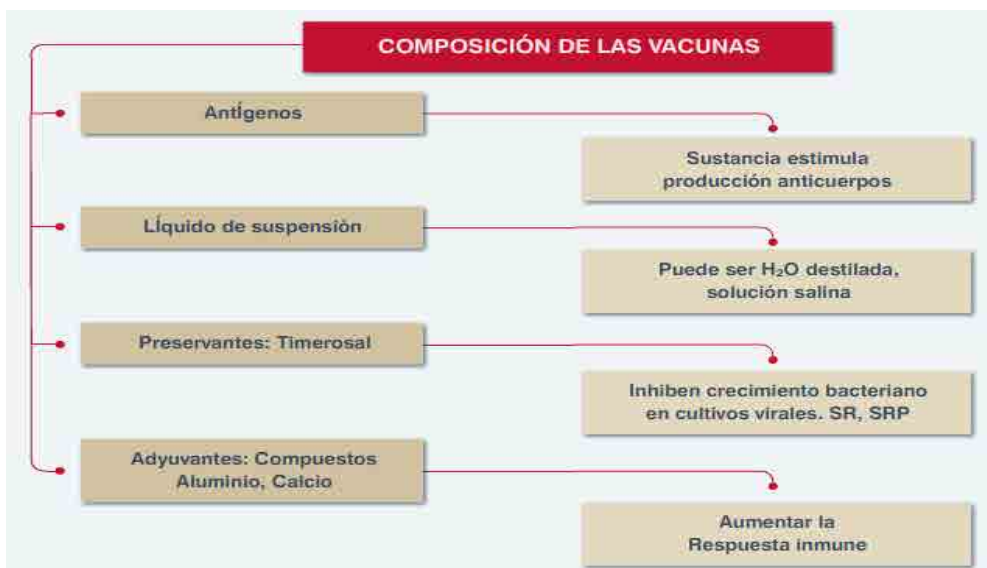 COMPOSICIÓN DE LAS VACUNAS
Antígenos
Sustancia estimula
producción anticuerpos
Líquido de suspensión
Puede ser H₂O destilada,
solución salina
Preservantes: Timerosal
Inhiben crecimiento bacteriano
en cultivos virales. SR, SRP
Adyuvantes: Compuestos
Aluminio, Calcio
Aumentar la
Respuesta inmune